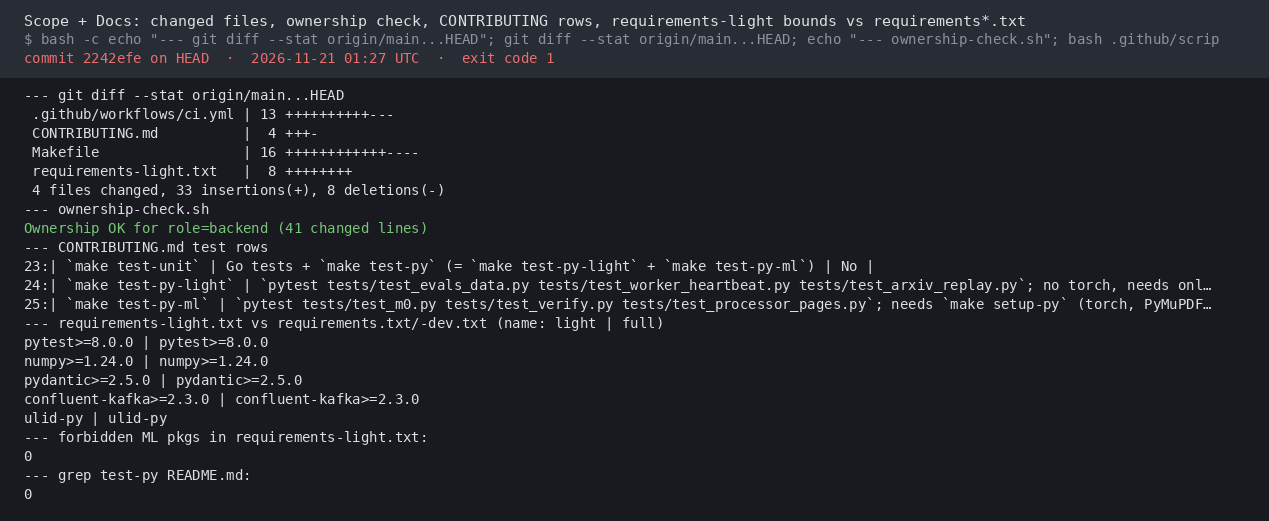 Scope + Docs: changed files, ownership check, CONTRIBUTING rows, requirements-light bounds vs requirements*.txt
$ bash -c echo "--- git diff --stat origin/main...HEAD"; git diff --stat origin/main...HEAD; echo "--- ownership-check.sh"; bash .github/scrip
commit 2242efe on HEAD  ·  2026-11-21 01:27 UTC  ·  exit code 1
--- git diff --stat origin/main...HEAD
 .github/workflows/ci.yml | 13 ++++++++++---
 CONTRIBUTING.md          |  4 +++-
 Makefile                 | 16 ++++++++++++----
 requirements-light.txt   |  8 ++++++++
 4 files changed, 33 insertions(+), 8 deletions(-)
--- ownership-check.sh
Ownership OK for role=backend (41 changed lines)
--- CONTRIBUTING.md test rows
23:| `make test-unit` | Go tests + `make test-py` (= `make test-py-light` + `make test-py-ml`) | No |
24:| `make test-py-light` | `pytest tests/test_evals_data.py tests/test_worker_heartbeat.py tests/test_arxiv_replay.py`; no torch, needs onl…
25:| `make test-py-ml` | `pytest tests/test_m0.py tests/test_verify.py tests/test_processor_pages.py`; needs `make setup-py` (torch, PyMuPDF…
--- requirements-light.txt vs requirements.txt/-dev.txt (name: light | full)
pytest>=8.0.0 | pytest>=8.0.0
numpy>=1.24.0 | numpy>=1.24.0
pydantic>=2.5.0 | pydantic>=2.5.0
confluent-kafka>=2.3.0 | confluent-kafka>=2.3.0
ulid-py | ulid-py
--- forbidden ML pkgs in requirements-light.txt:
0
--- grep test-py README.md:
0